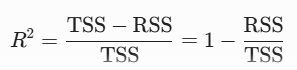 R² = (TSS − RSS) / TSS = 1 − RSS / TSS